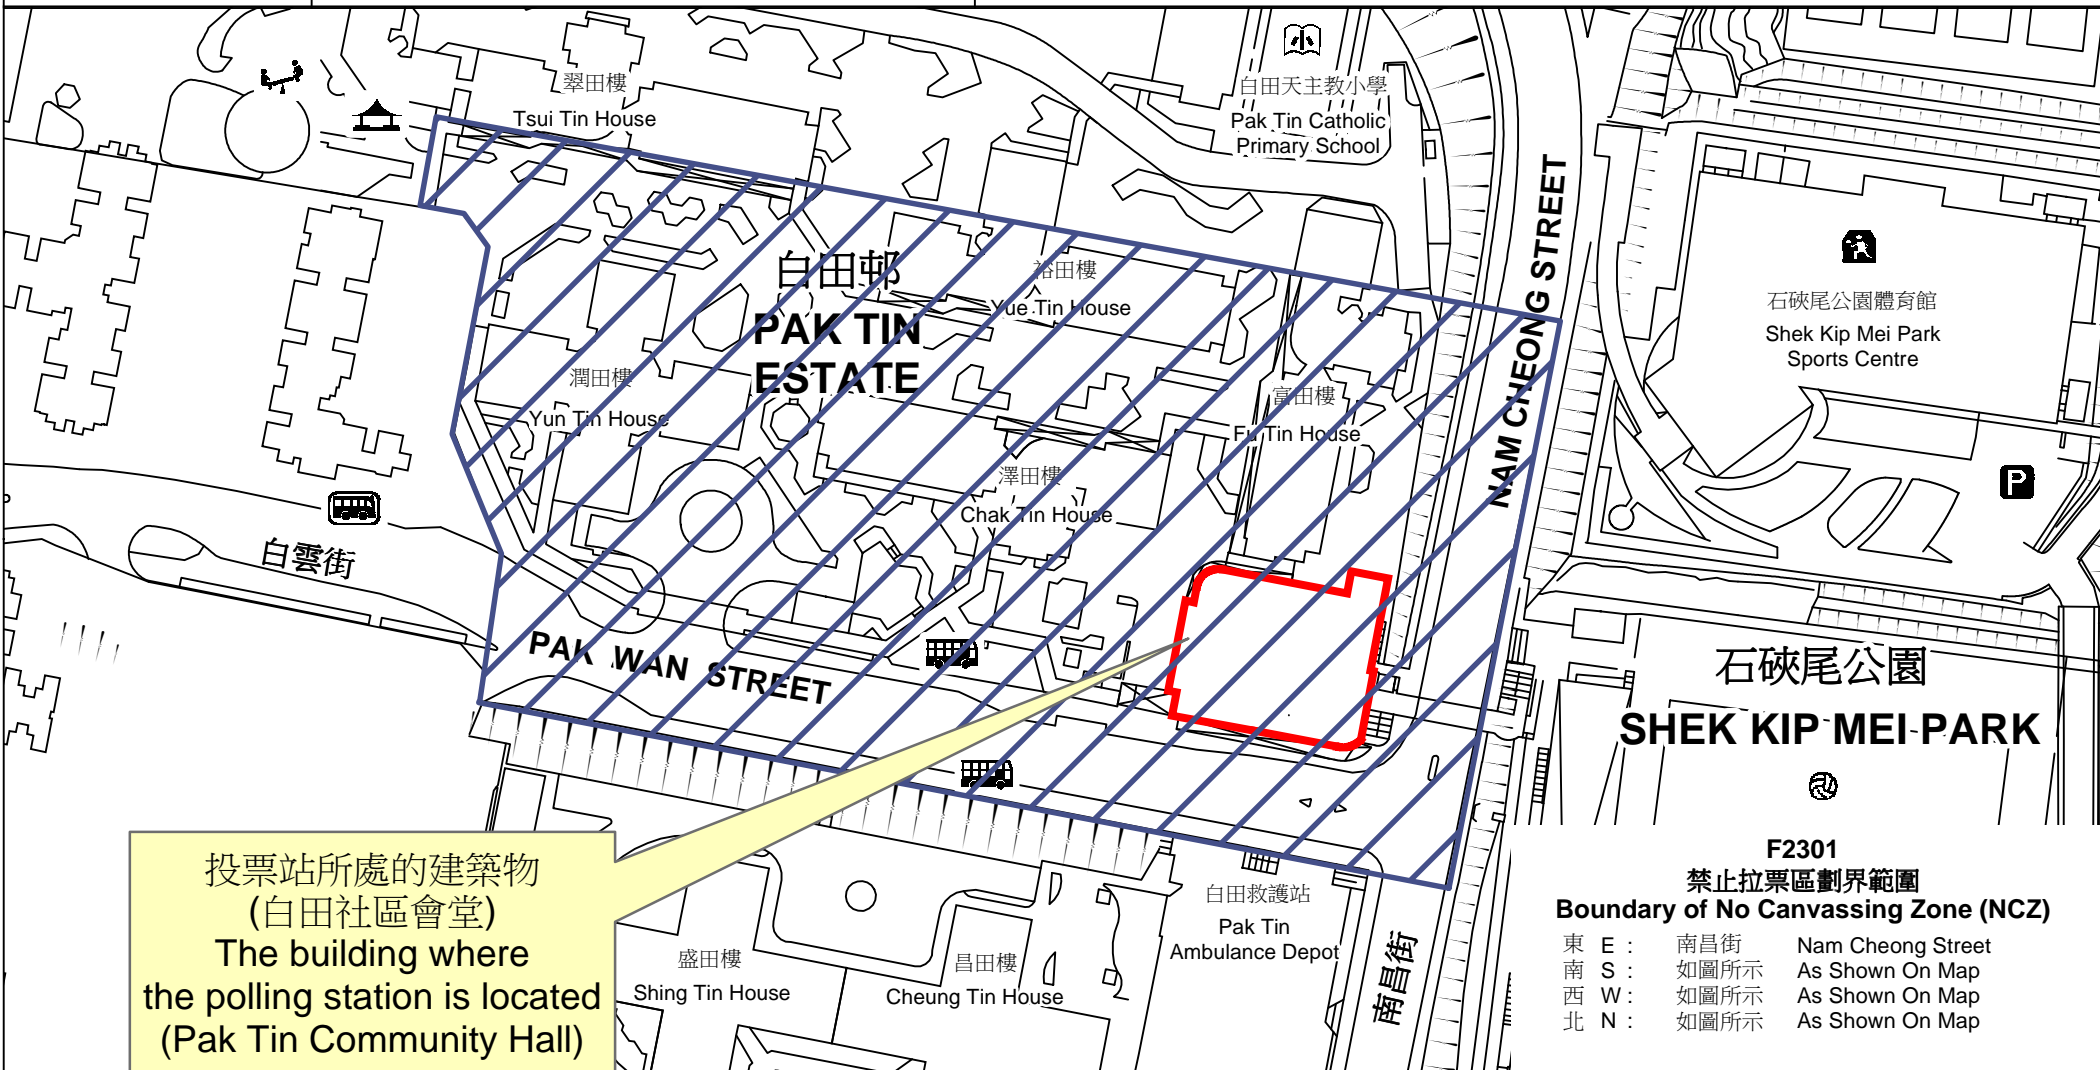 翠田樓
Tsui Tin House
白田天主教小學
Pak Tin Catholic
Primary School
白田邨
PAK TIN
ESTATE
裕田樓
Yue Tin House
NAM CHEONG STREET
石硤尾公園體育館
Shek Kip Mei Park
Sports Centre
潤田樓
Yun Tin House
富田樓
Fu Tin House
澤田樓
Chak Tin House
P
白雲街
PAK WAN STREET
石硤尾公園
SHEK KIP MEI PARK
投票站所處的建築物
(白田社區會堂)
The building where
the polling station is located
(Pak Tin Community Hall)
盛田樓
Shing Tin House
昌田樓
Cheung Tin House
白田救護站
Pak Tin
Ambulance Depot
南昌街
F2301
禁止拉票區劃界範圍
Boundary of No Canvassing Zone (NCZ)
東 E : 南昌街 Nam Cheong Street
南 S : 如圖所示 As Shown On Map
西 W : 如圖所示 As Shown On Map
北 N : 如圖所示 As Shown On Map